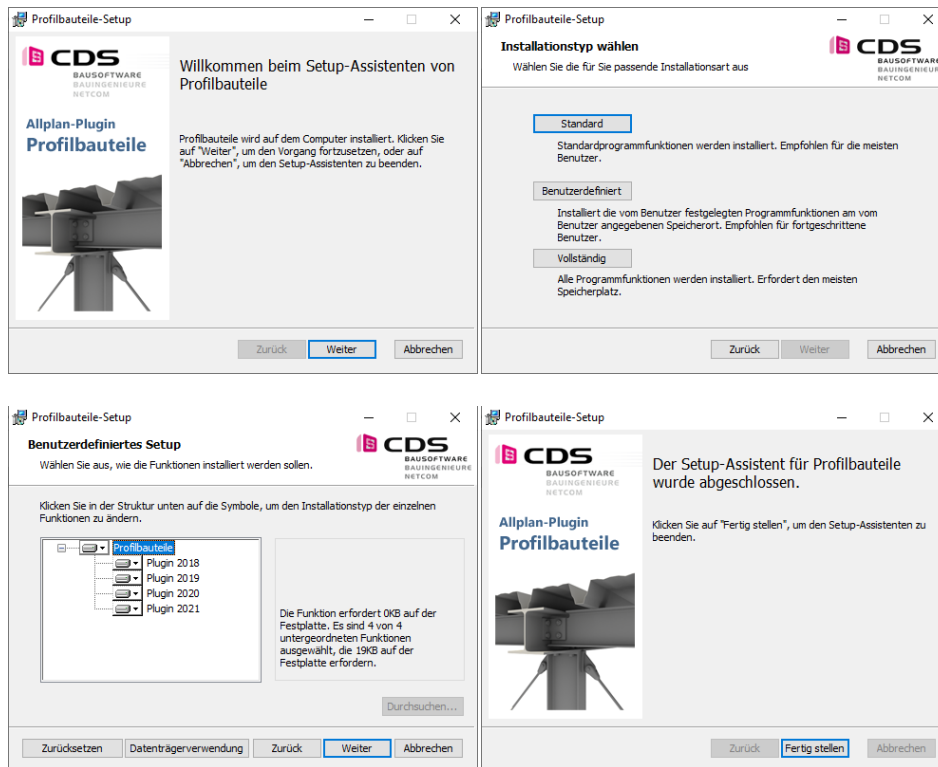 Profilbauteile-Setup
CDS
BAUSOFTWARE
BAUINGENIEURE
NETCOM
Allplan-Plugin
Profilbauteile
Willkommen beim Setup-Assistenten von
Profilbauteile
Profilbauteile wird auf dem Computer installiert. Klicken Sie
auf "Weiter", um den Vorgang fortzusetzen, oder auf
"Abbrechen", um den Setup-Assistenten zu beenden.
Zurück Weiter Abbrechen
Profilbauteile-Setup
Installationstyp wählen
Wählen Sie die für Sie passende Installationsart aus
CDS
BAUSOFTWARE
BAUINGENIEUR
NETCOM
Standard
Standardprogrammfunktionen werden installiert. Empfohlen für die meisten
Benutzer.
Benutzerdefiniert
Installiert die vom Benutzer festgelegten Programmfunktionen am vom
Benutzer angegebenen Speicherort. Empfohlen für fortgeschrittene
Benutzer.
Vollständig
Alle Programmfunktionen werden installiert. Erfordert den meisten
Speicherplatz.
Zurück Weiter Abbrechen
Profilbauteile-Setup
Benutzerdefiniertes Setup
Wählen Sie aus, wie die Funktionen installiert werden sollen.
CDS
BAUSOFTWARE
BAUINGENIEURE
NETCOM
Klicken Sie in der Struktur unten auf die Symbole, um den Installationstyp der einzelnen
Funktionen zu ändern.
Profilbauteile
Plugin 2018
Plugin 2019
Plugin 2020
Plugin 2021
Die Funktion erfordert 0KB auf der
Festplatte. Es sind 4 von 4
untergeordneten Funktionen
ausgewählt, die 19KB auf der
Festplatte erfordern.
Durchsuchen...
Zurücksetzen Datenträgerverwendung Zurück Weiter Abbrechen
Profilbauteile-Setup
CDS
BAUSOFTWARE
BAUINGENIEURE
NETCOM
Allplan-Plugin
Profilbauteile
Der Setup-Assistent für Profilbauteile
wurde abgeschlossen.
Klicken Sie auf "Fertig stellen", um den Setup-Assistenten zu
beenden.
Zurück Fertig stellen Abbrechen